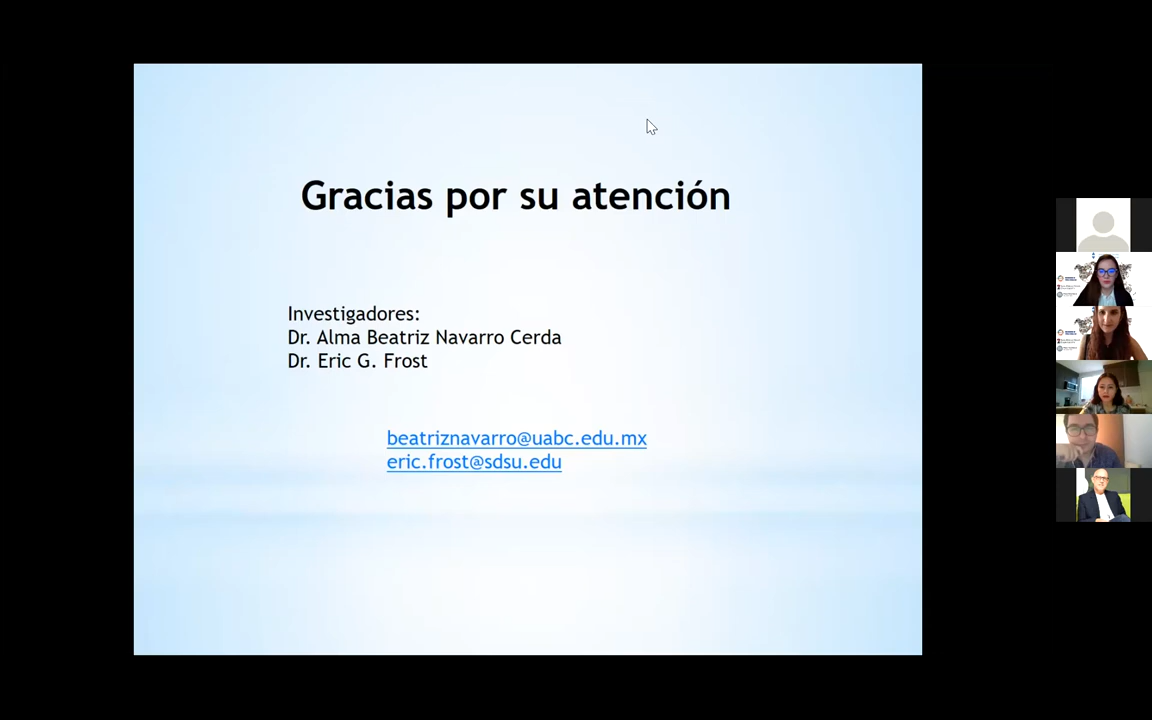 Gracias por su atención
Investigadores:
Dr. Alma Beatriz Navarro Cerda
Dr. Eric G. Frost
beatriznavarro@uabc.edu.mx
eric.frost@sdsu.edu